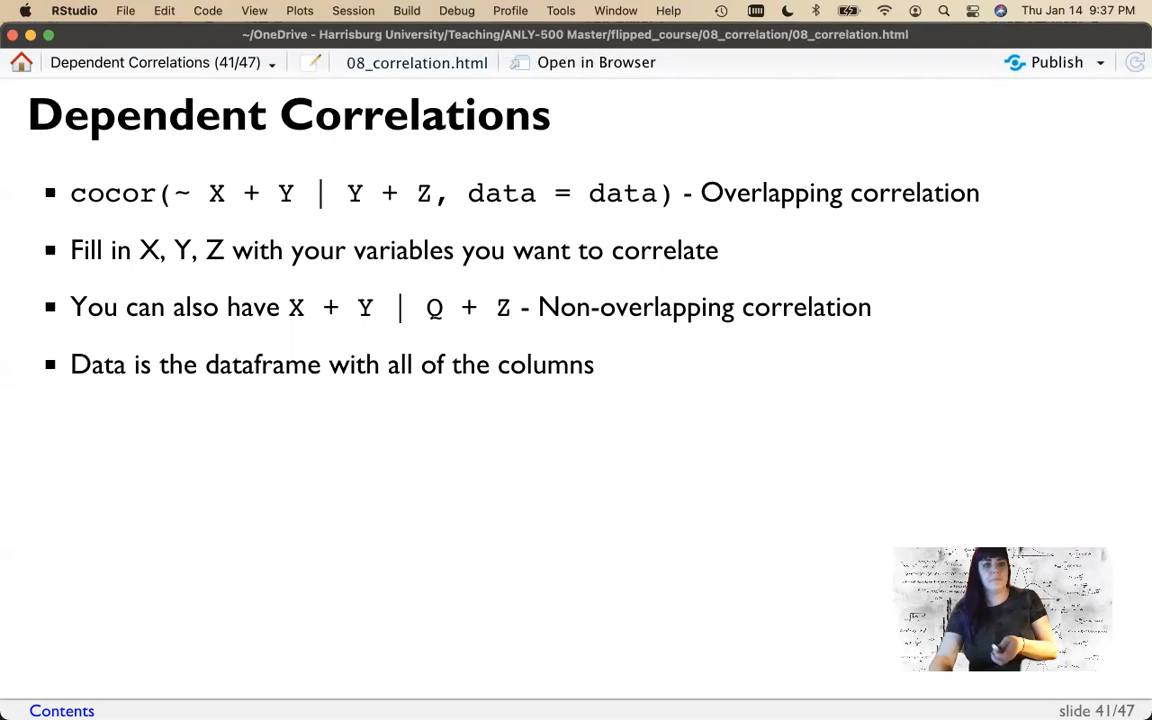 RStudio File Edit Code View Plots Session Build Debug Profile Tools Window Help Thu Jan 14 9:37 PM
~/OneDrive - Harrisburg University/Teaching/ANLY-500 Master/flipped_course/08_correlation/08_correlation.html
Dependent Correlations (41/47) 08_correlation.html Open in Browser Publish
Dependent Correlations
cocor(~ X + Y | Y + Z, data = data) - Overlapping correlation
Fill in X, Y, Z with your variables you want to correlate
You can also have X + Y | Q + Z - Non-overlapping correlation
Data is the dataframe with all of the columns
Contents slide 41/47